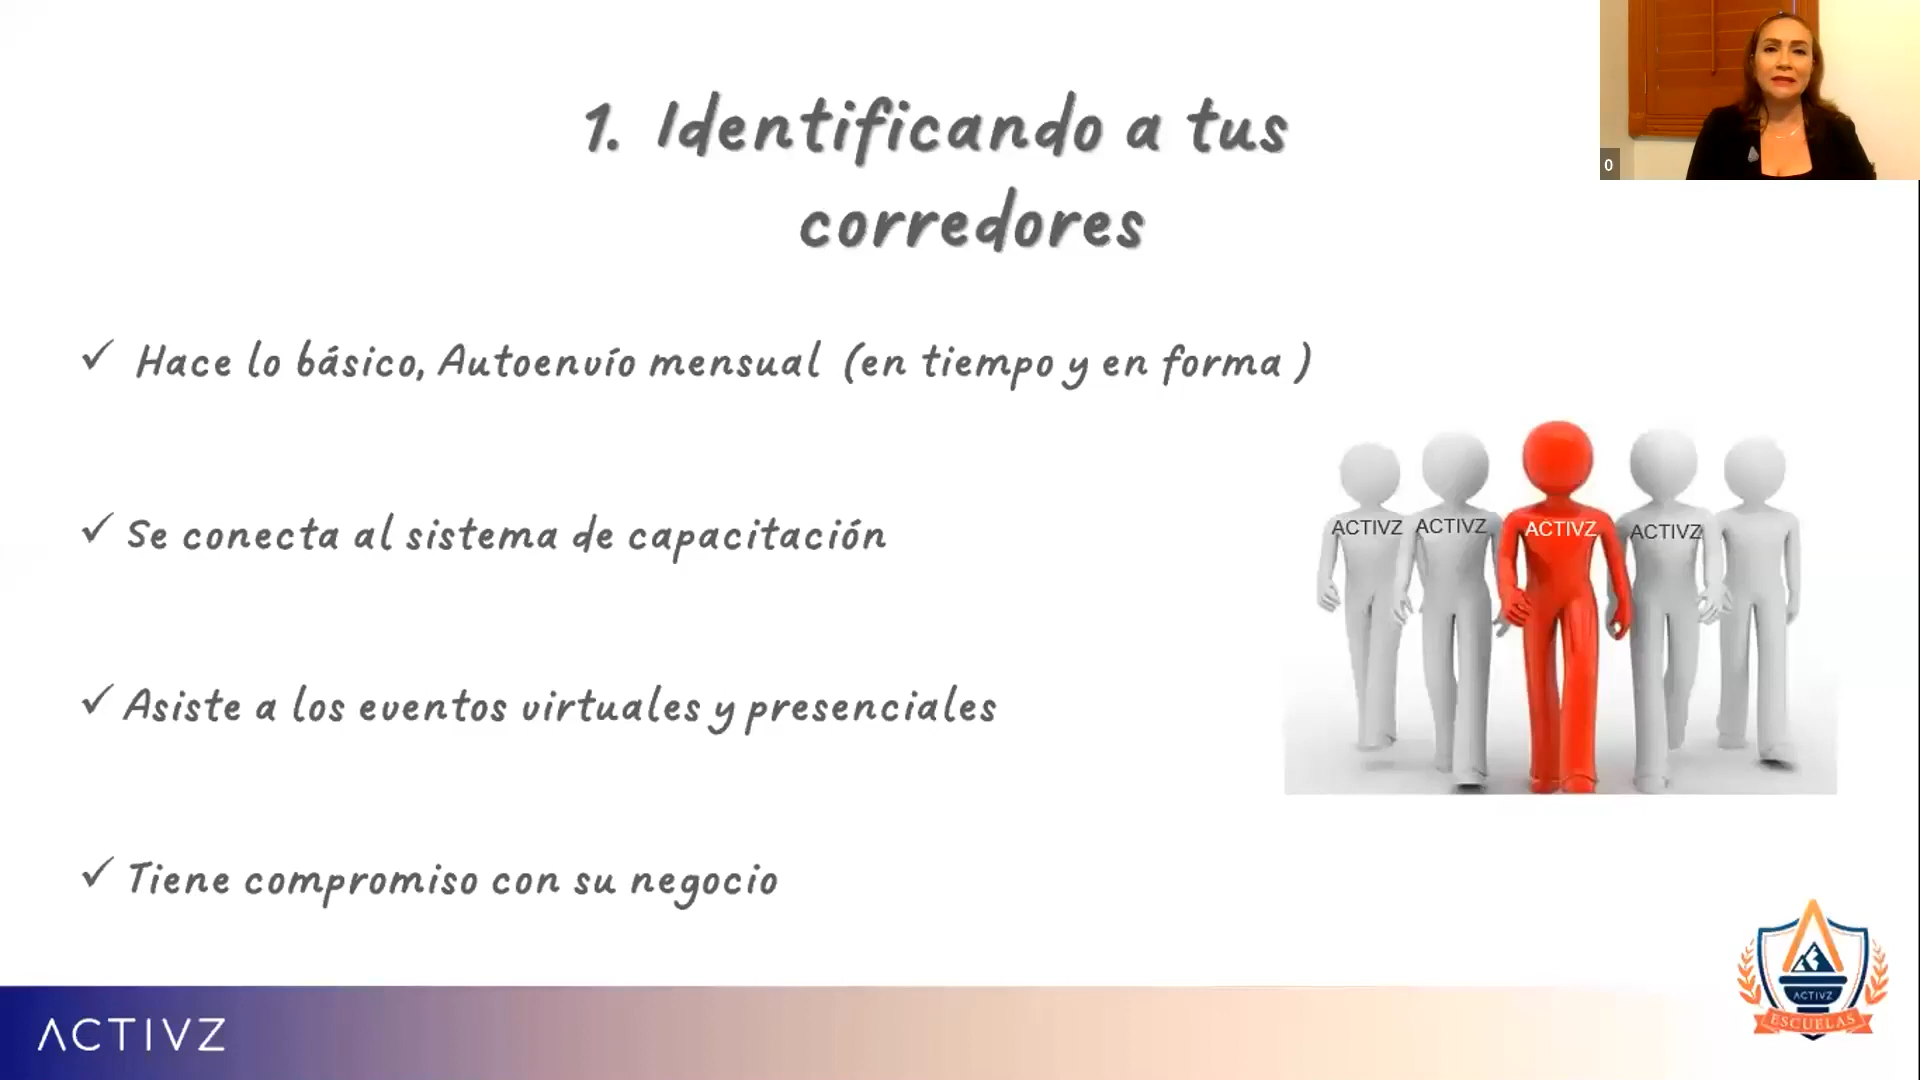 0
1. Identificando a tus
corredores
✓ Hace lo básico, Autoenvío mensual (en tiempo y en forma )
✓ Se conecta al sistema de capacitación
✓ Asiste a los eventos virtuales y presenciales
✓ Tiene compromiso con su negocio
ACTIVZ ACTIVZ ACTIVZ ACTIVZ
ACTIVZ
ESCUELAS
ACTIVZ